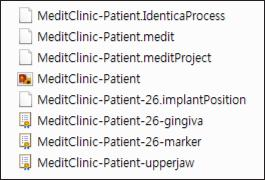 MeditClinic-Patient.IdenticaProcess
MeditClinic-Patient.medit
MeditClinic-Patient.meditProject
MeditClinic-Patient
MeditClinic-Patient-26.implantPosition
MeditClinic-Patient-26-gingiva
MeditClinic-Patient-26-marker
MeditClinic-Patient-upperjaw